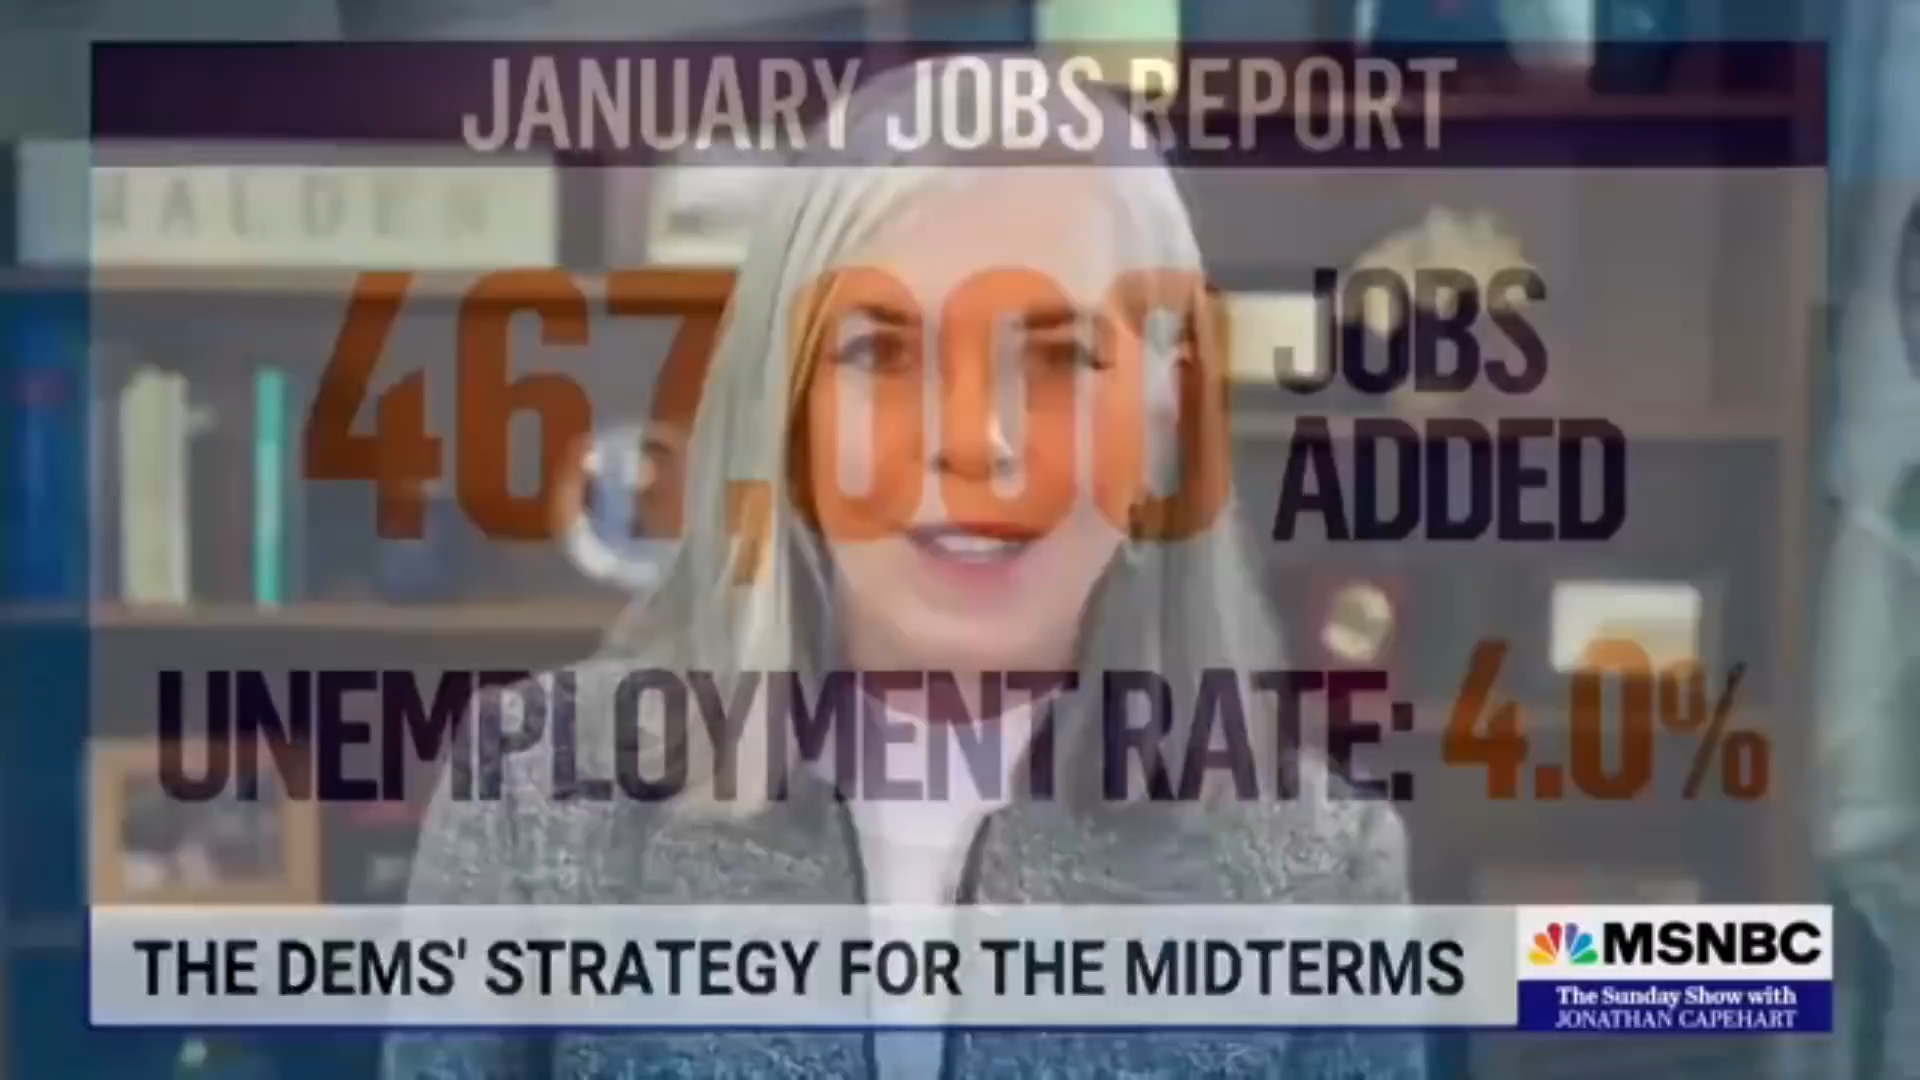 JANUARY JOBS REPORT
WALDEN
467,000 JOBS
ADDED
UNEMPLOYMENT RATE: 4.0%
THE DEMS' STRATEGY FOR THE MIDTERMS
MSNBC
The Sunday Show with
JONATHAN CAPEHART